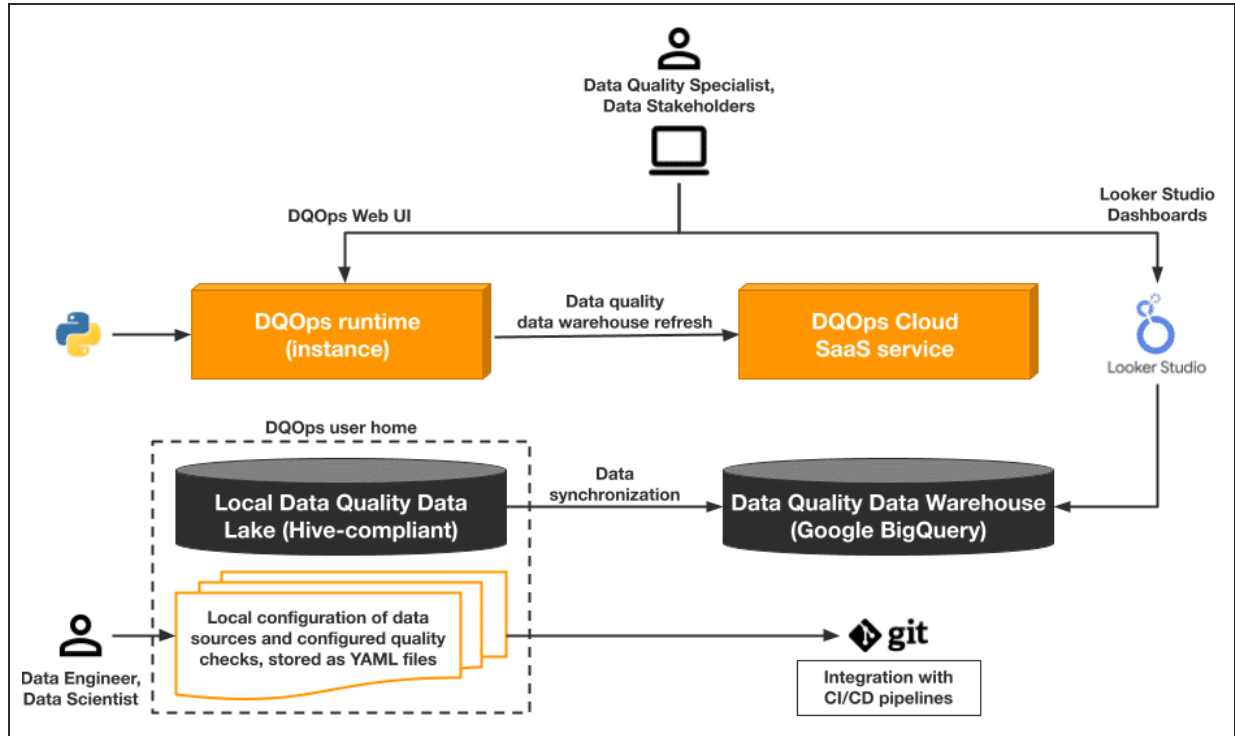 Data Quality Specialist,
Data Stakeholders
DQOps Web UI
Looker Studio
Dashboards
DQOps runtime
(instance)
Data quality
data warehouse refresh
DQOps Cloud
SaaS service
Looker Studio
DQOps user home
Local Data Quality Data
Lake (Hive-compliant)
Data
synchronization
Data Quality Data Warehouse
(Google BigQuery)
Local configuration of data
sources and configured quality
checks, stored as YAML files
Data Engineer,
Data Scientist
git
Integration with
CI/CD pipelines